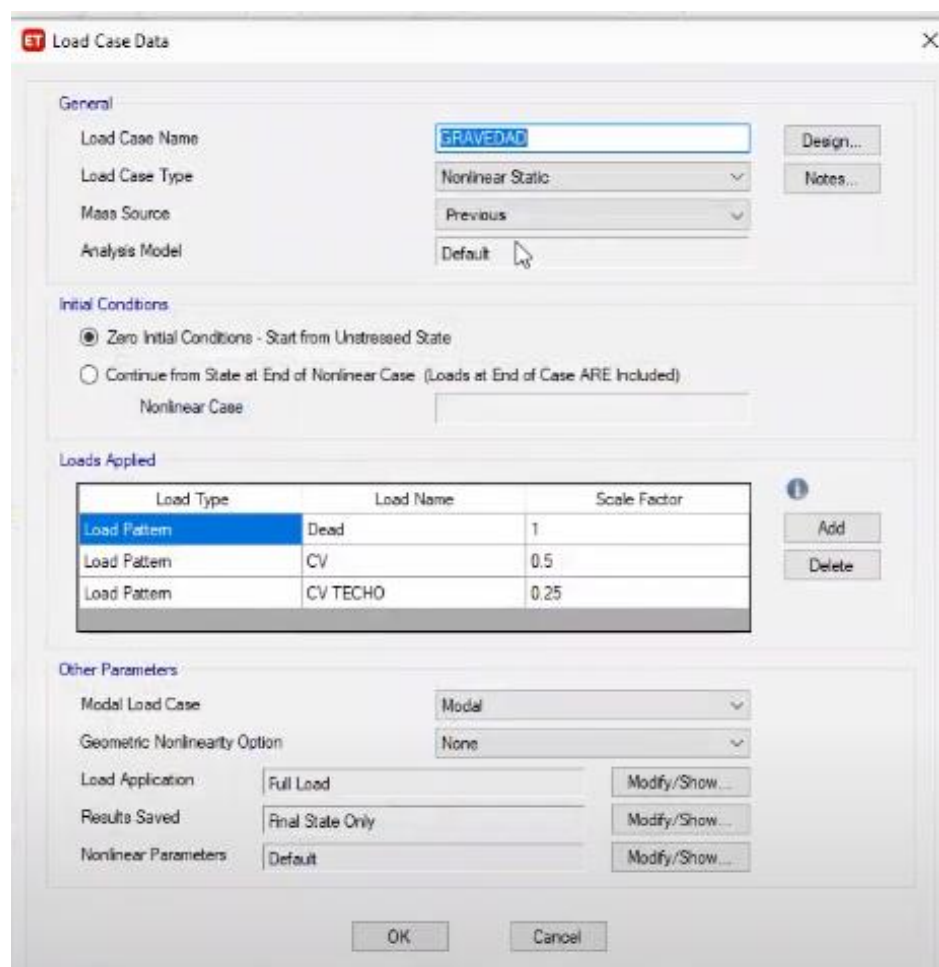 ET Load Case Data
General
Load Case Name GRAVEDAD Design...
Load Case Type Nonlinear Static Notes...
Mass Source Previous
Analysis Model Default
Initial Conditions
Zero Initial Conditions - Start from Unstressed State
Continue from State at End of Nonlinear Case (Loads at End of Case ARE Included)
Nonlinear Case
Loads Applied
Load Type Load Name Scale Factor
Load Pattern Dead 1 Add
Load Pattern CV 0.5 Delete
Load Pattern CV TECHO 0.25
Other Parameters
Modal Load Case Modal
Geometric Nonlinearity Option None
Load Application Full Load Modify/Show...
Results Saved Final State Only Modify/Show...
Nonlinear Parameters Default Modify/Show...
OK Cancel